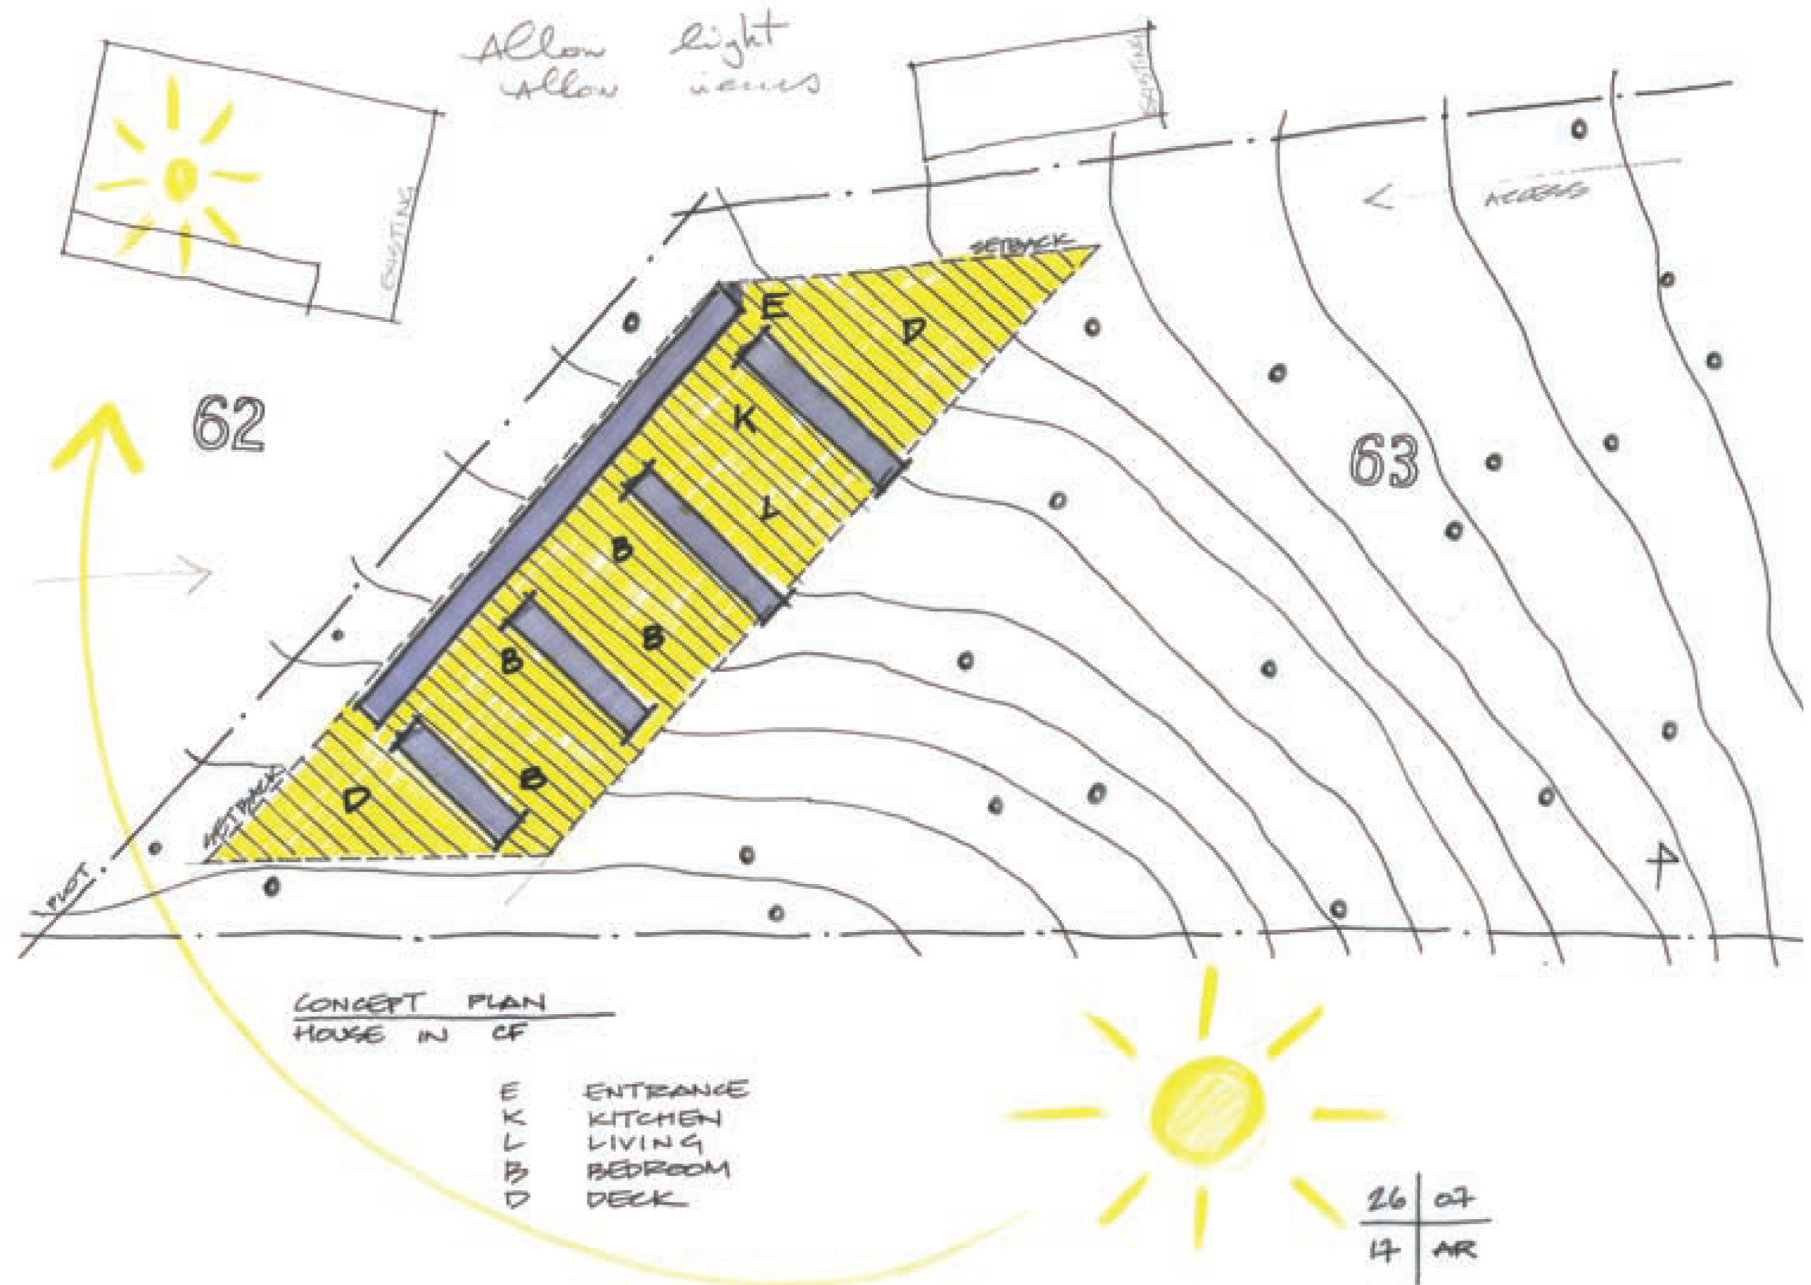 Allow light
Allow views
EXISTING
EXISTING
ACCESS
SETBACK
E
D
62
K
63
L
B
B
B
B
D
SETBACK
PLOT
CONCEPT PLAN
HOUSE IN CF
E ENTRANCE
K KITCHEN
L LIVING
B BEDROOM
D DECK
26 07
17 AR